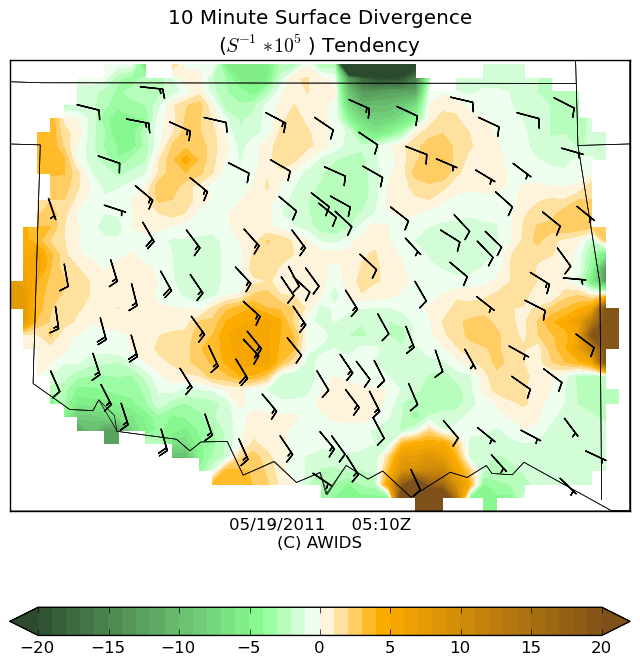 10 Minute Surface Divergence
(S⁻¹ *10⁵ ) Tendency
05/19/2011 05:10Z
(C) AWIDS
−20 −15 −10 −5 0 5 10 15 20